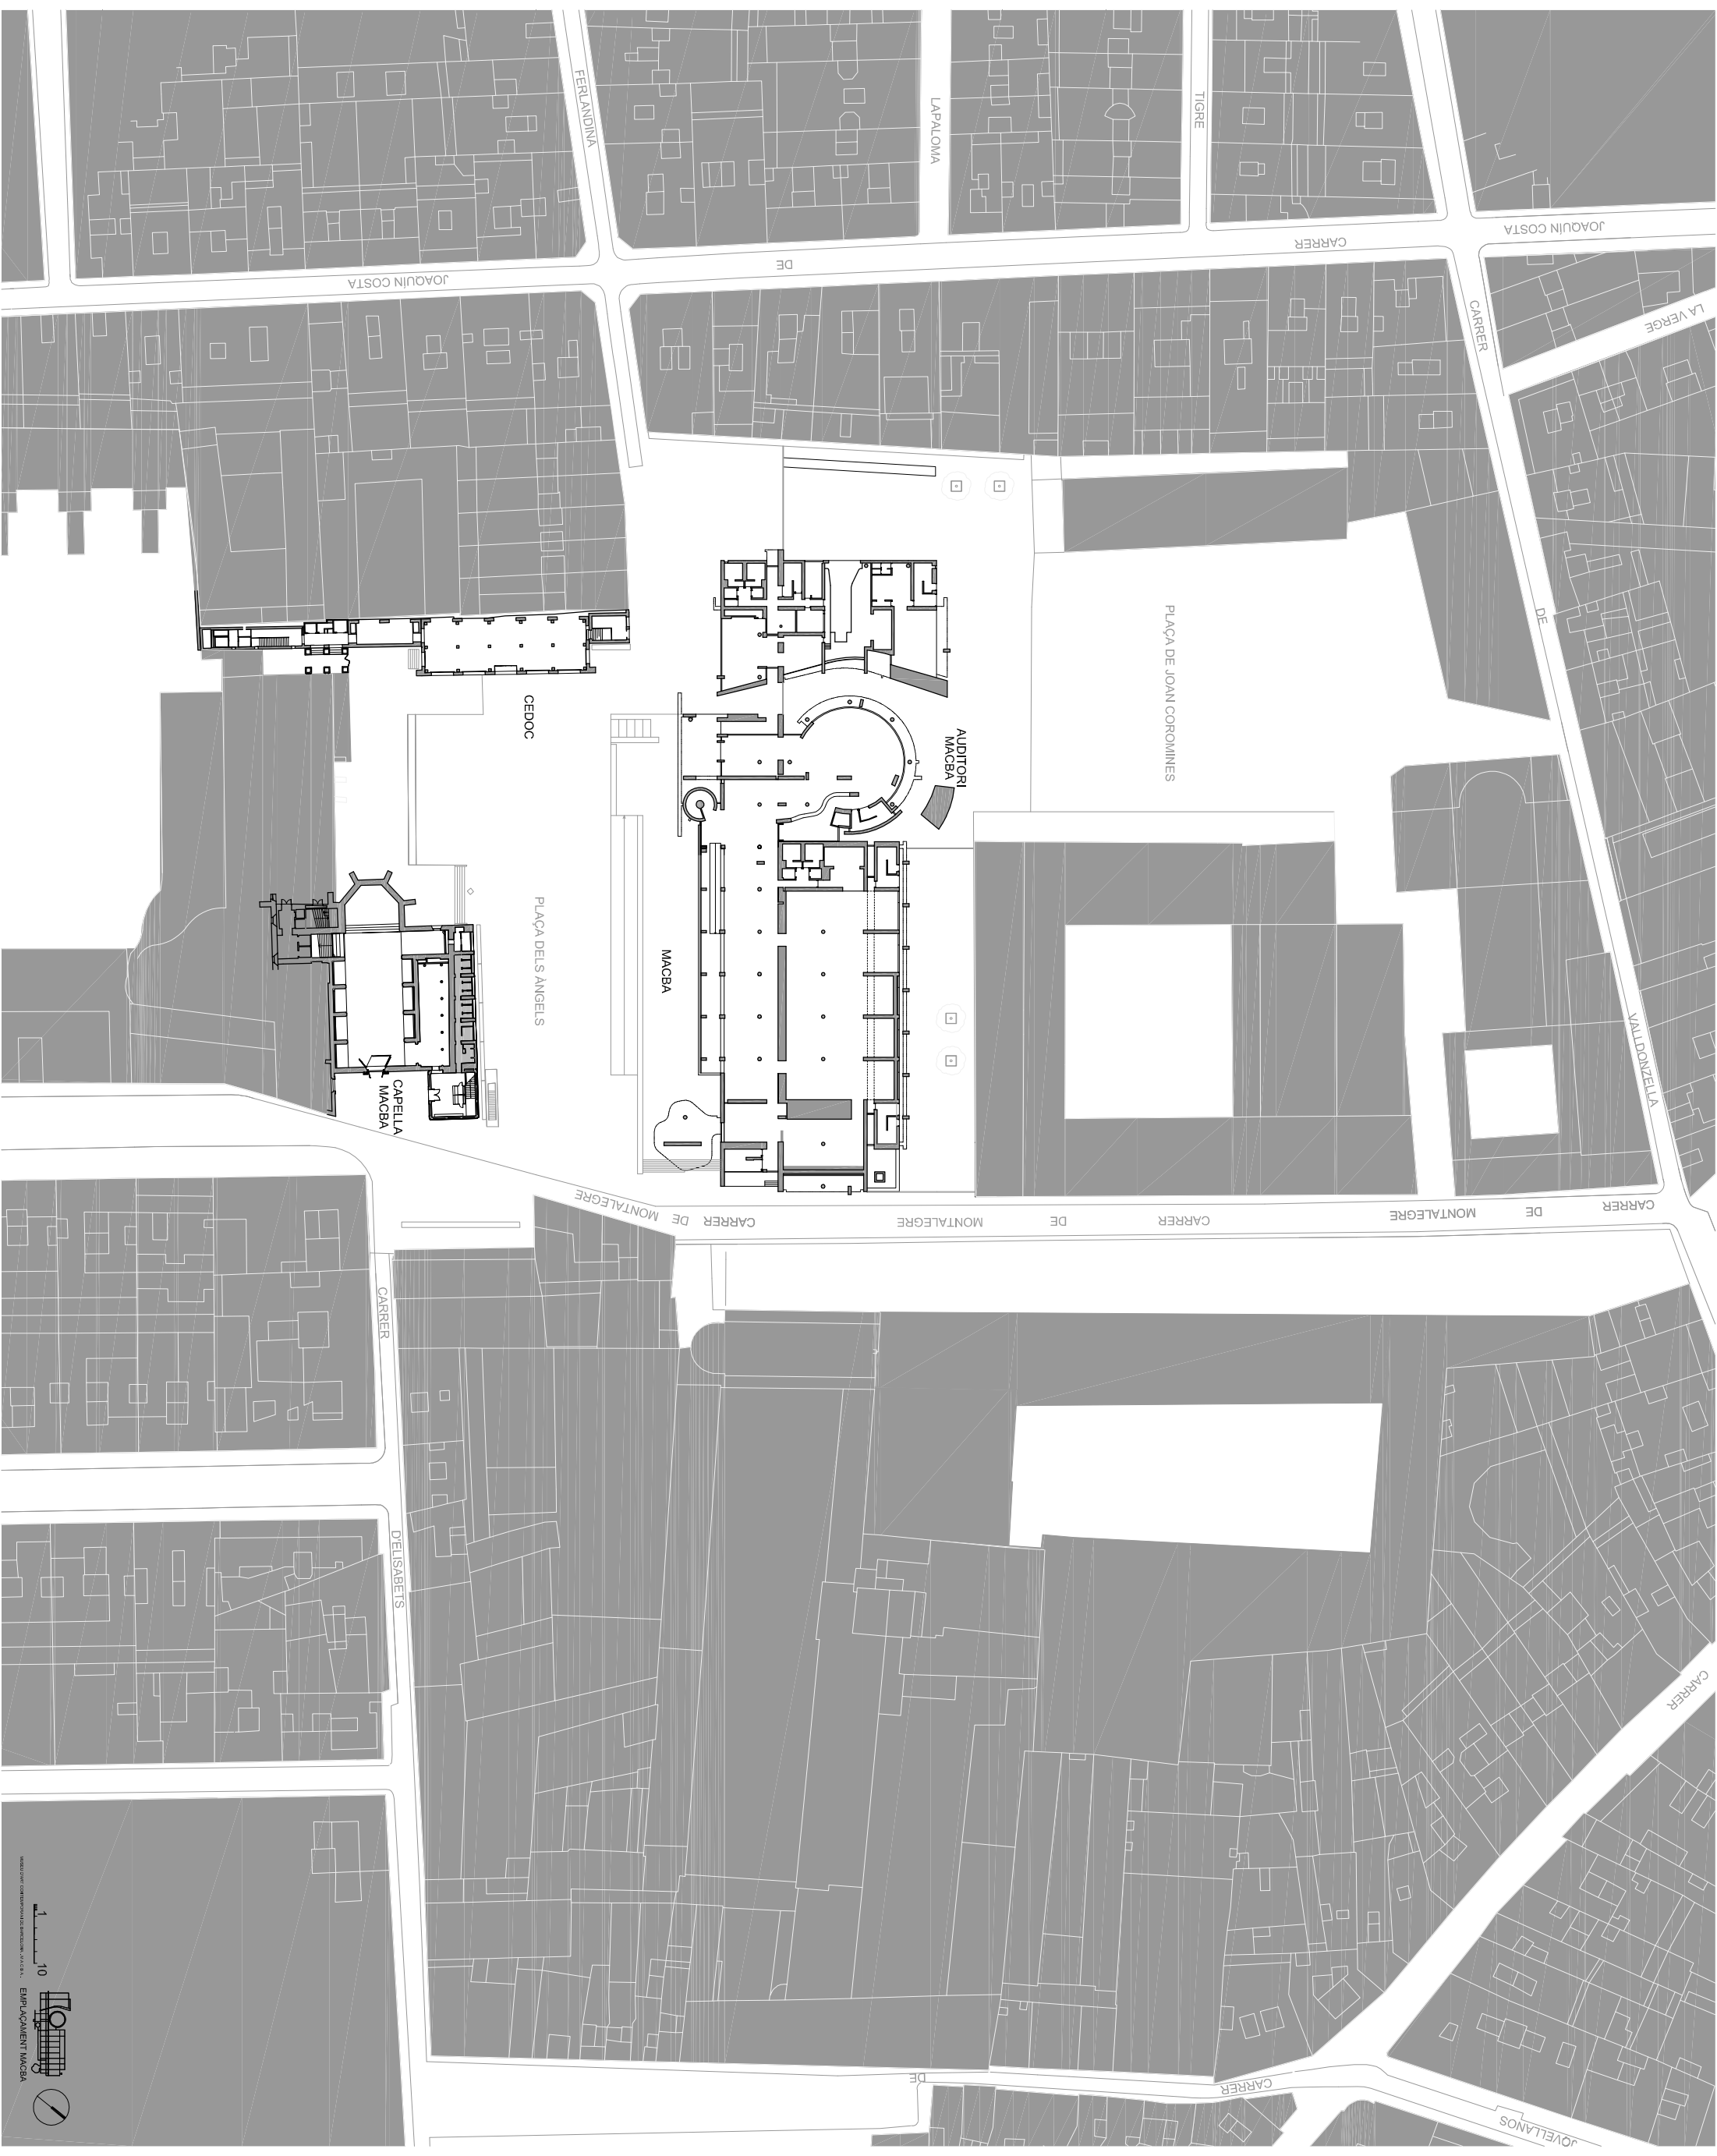 FERLANDINA
LAPALOMA
TIGRE
JOAQUÍN COSTA
CARRER
DE
JOAQUÍN COSTA
LA VERGE
CARRER
DE
VALLDONZELLA
PLAÇA DE JOAN COROMINES
CEDOC
AUDITORI
MACBA
PLAÇA DELS ÀNGELS
MACBA
CAPELLA
MACBA
MONTALEGRE
DE
CARRER
MONTALEGRE
DE
CARRER
MONTALEGRE
DE
CARRER
CARRER
D'ELISABETS
CARRER
DE
CARRER
JOVELLANOS
1
10
EMPLAÇAMENT MACBA